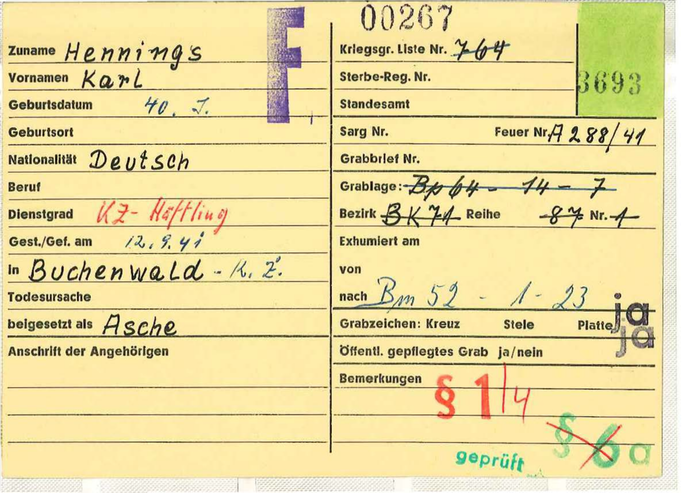 F
00267
3693
Zuname Hennings
Vornamen Karl
Geburtsdatum 40. J.
Geburtsort
Nationalität Deutsch
Beruf
Dienstgrad KZ-Häftling
Gest./Gef. am 12.9.41
in Buchenwald - K. Z.
Todesursache
beigesetzt als Asche
Anschrift der Angehörigen
Kriegsgr. Liste Nr. 764
Sterbe-Reg. Nr.
Standesamt
Sarg Nr. Feuer Nr. A 288/41
Grabbrief Nr.
Grablage: Bp 64 - 14 - 7
Bezirk BK 71 Reihe 87 Nr. 1
Exhumiert am
von
nach Bm 52 - 1 - 23
Grabzeichen: Kreuz Stele Platte ja
ja
Öffentl. gepflegtes Grab ja/nein
Bemerkungen § 1/4
§ 6 a
geprüft